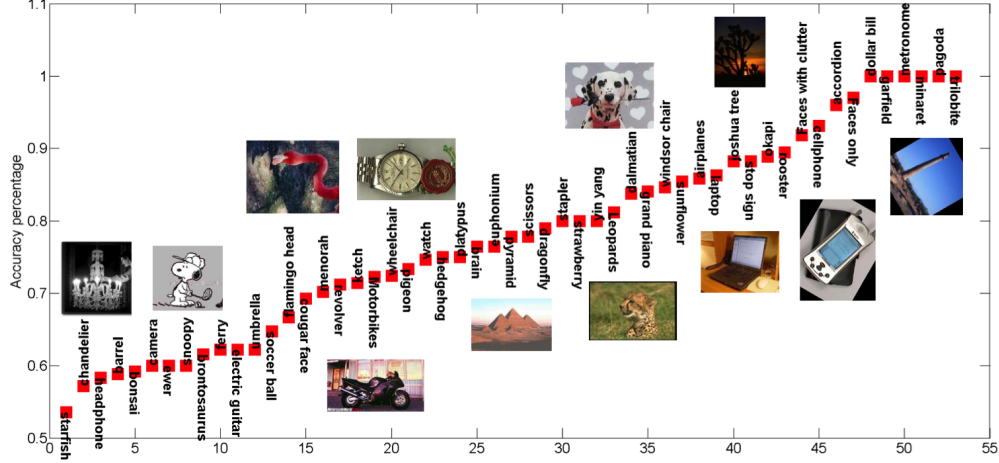 1.1
1
0.9
0.8
0.7
0.6
0.5
Accuracy percentage
starfish
chandelier
headphone
barrel
bonsai
camera
ewer
snoopy
brontosaurus
ferry
electric guitar
umbrella
soccer ball
flamingo head
cougar face
menorah
revolver
ketch
Motorbikes
wheelchair
pigeon
watch
hedgehog
platypus
brain
euphonium
pyramid
scissors
dragonfly
stapler
strawberry
yin yang
Leopards
dalmatian
grand piano
windsor chair
sunflower
airplanes
laptop
joshua tree
stop sign
okapi
rooster
Faces with clutter
cellphone
accordion
Faces only
dollar bill
garfield
metronome
minaret
pagoda
trilobite
0 5 10 15 20 25 30 35 40 45 50 55